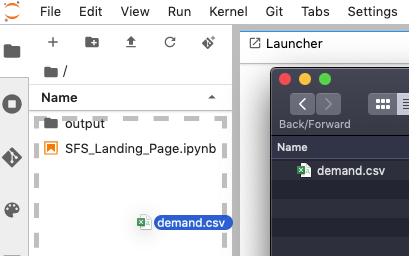 File Edit View Run Kernel Git Tabs Settings
/
Launcher
Name
output
SFS_Landing_Page.ipynb
demand.csv
Back/Forward
Name
demand.csv